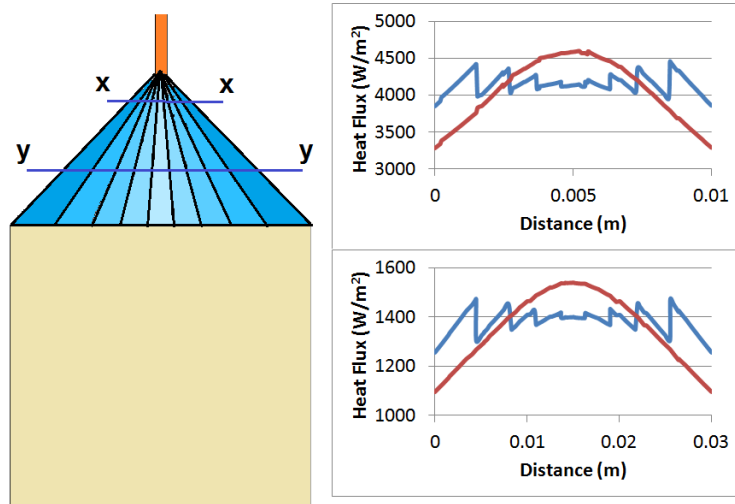 x x
y y
5000
4500
4000
3500
3000
Heat Flux (W/m²)
0 0.005 0.01
Distance (m)
1600
1400
1200
1000
Heat Flux (W/m²)
0 0.01 0.02 0.03
Distance (m)